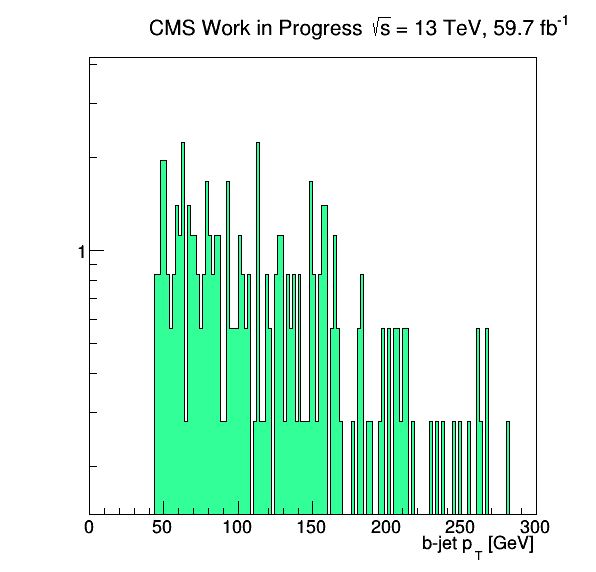 CMS Work in Progress √s = 13 TeV, 59.7 fb⁻¹
1
0 50 100 150 200 250 300
b-jet p_T [GeV]